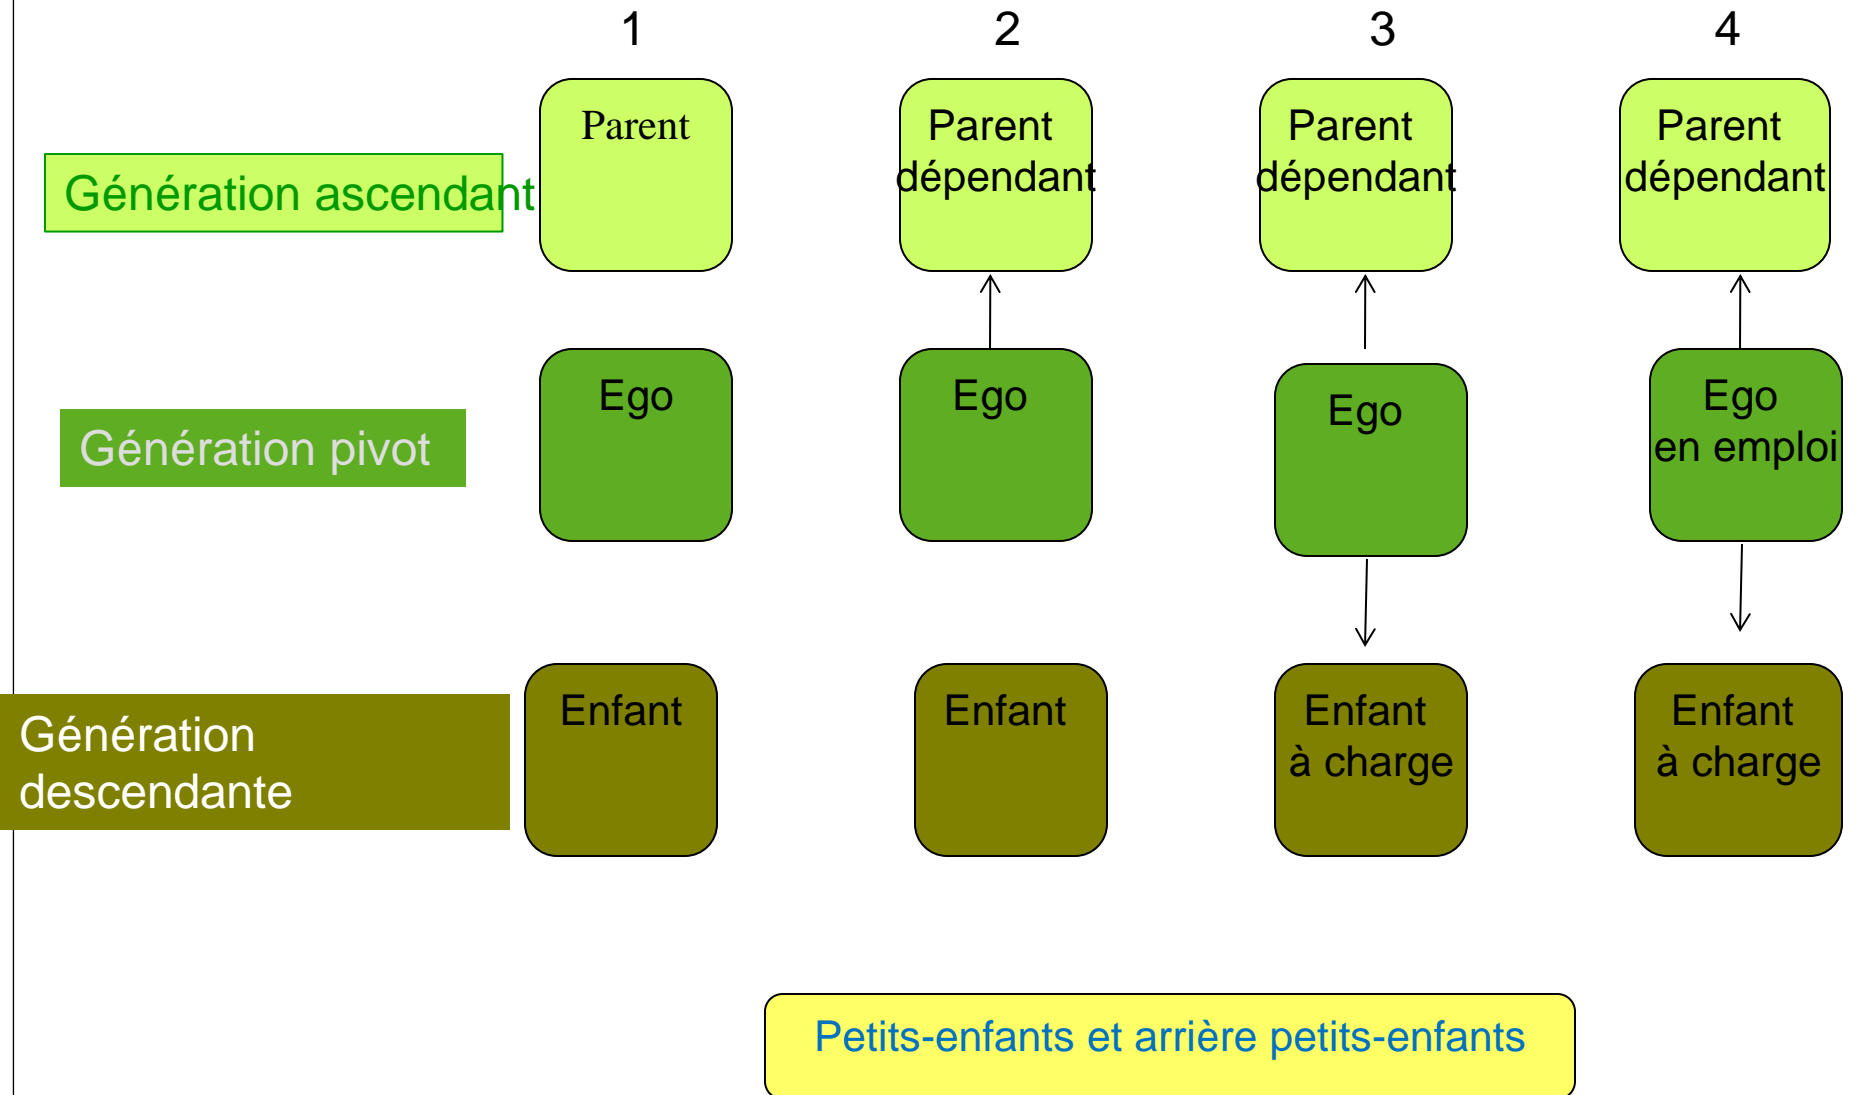 1 2 3 4
Parent Parent Parent Parent
dépendant dépendant dépendant
Génération ascendant
Ego Ego Ego Ego
en emploi
Génération pivot
Enfant Enfant Enfant Enfant
à charge à charge
Génération
descendante
Petits-enfants et arrière petits-enfants